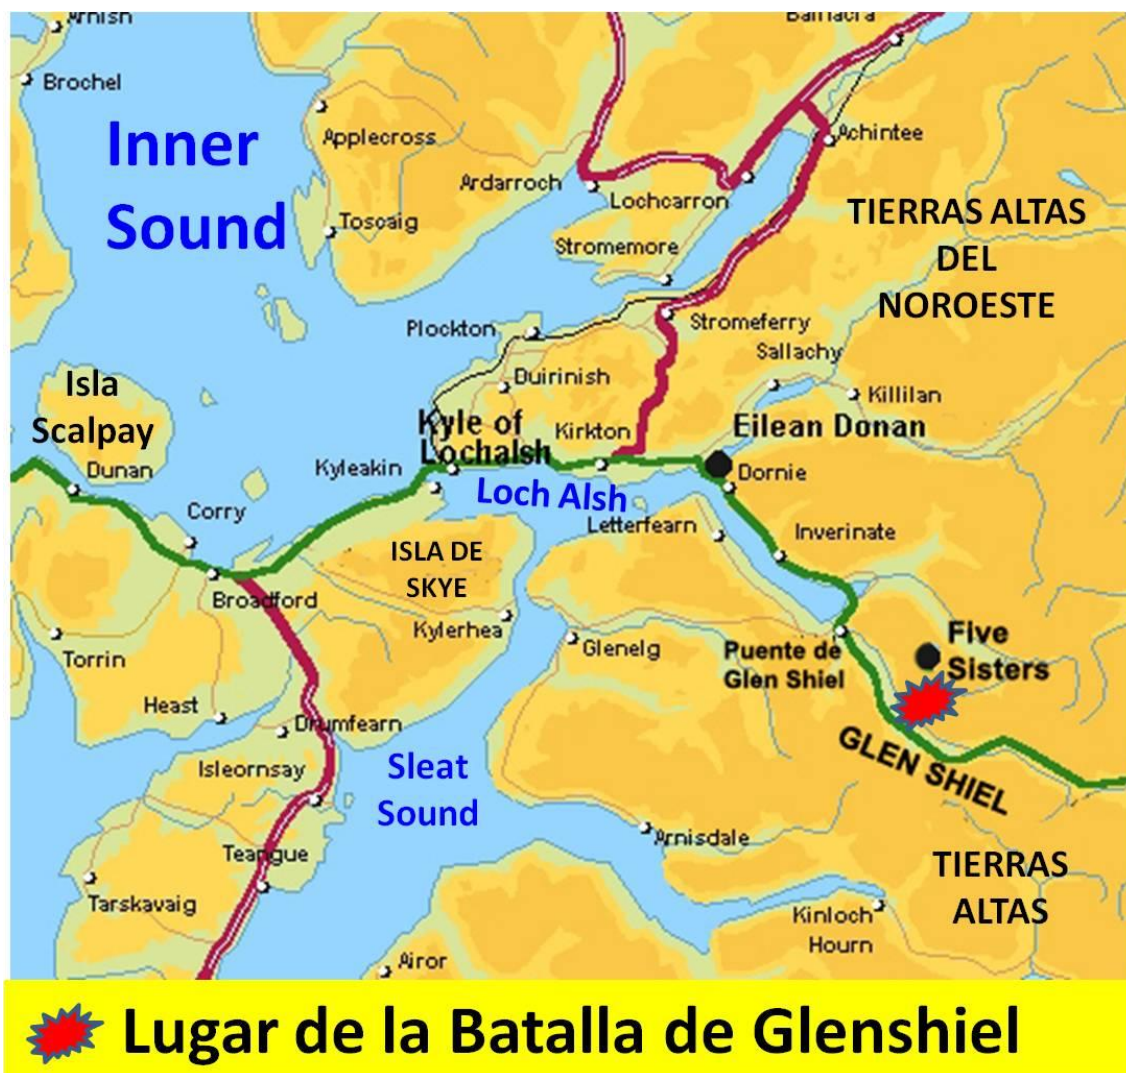 Arnish
Balnacra
Brochel
Inner
Sound
Applecross
Achintee
Ardarroch
Lochcarron
Toscaig
TIERRAS ALTAS
DEL
NOROESTE
Stromemore
Plockton
Stromeferry
Sallachy
Duirinish
Killilan
Isla
Scalpay
Kyle of
Lochalsh
Kirkton
Eilean Donan
Dunan
Kyleakin
Dornie
Loch Alsh
Corry
Letterfearn
Inverinate
ISLA DE
SKYE
Broadford
Kylerhea
Glenelg
Puente de
Glen Shiel
Five
Sisters
Torrin
Heast
Drumfearn
GLEN SHIEL
Isleornsay
Sleat
Sound
Arnisdale
Teangue
TIERRAS
ALTAS
Tarskavaig
Kinloch
Hourn
Airor
Lugar de la Batalla de Glenshiel